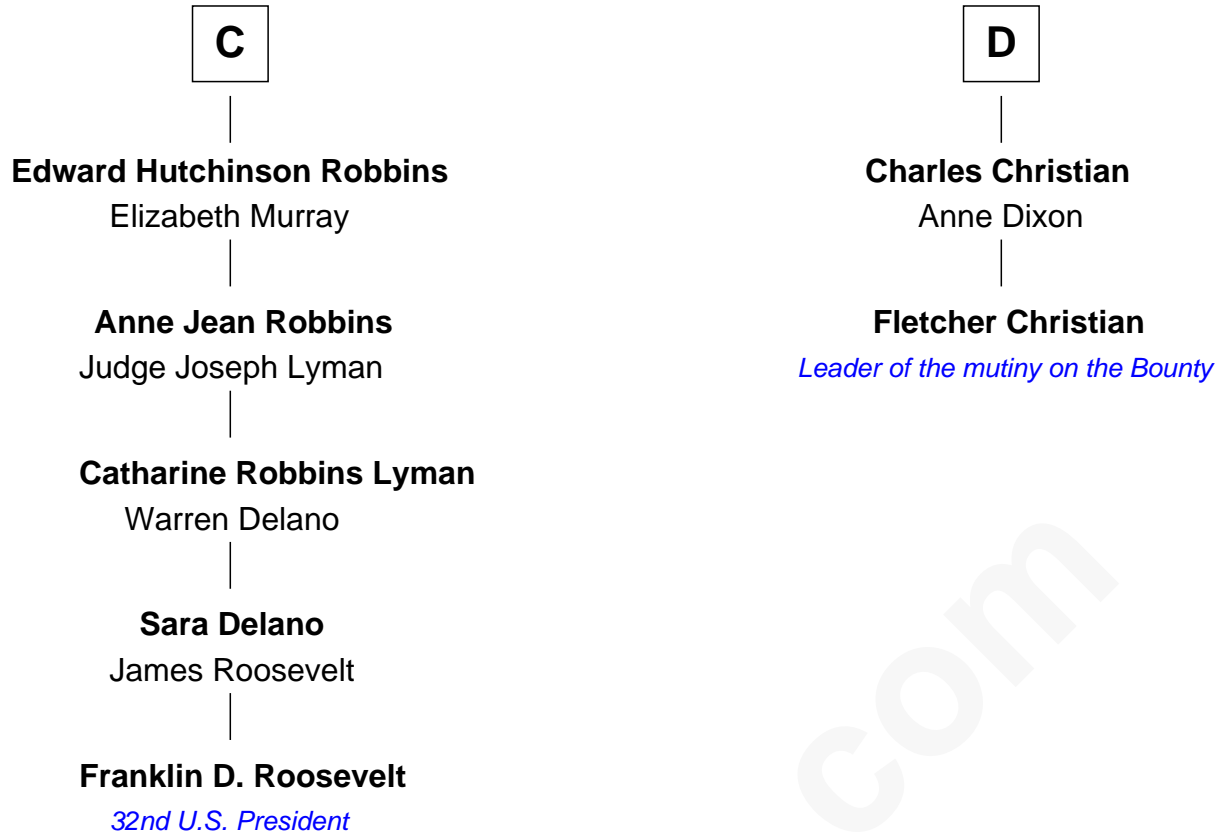 C
Edward Hutchinson Robbins
Elizabeth Murray
Anne Jean Robbins
Judge Joseph Lyman
Catharine Robbins Lyman
Warren Delano
Sara Delano
James Roosevelt
Franklin D. Roosevelt
32nd U.S. President
D
Charles Christian
Anne Dixon
Fletcher Christian
Leader of the mutiny on the Bounty
com